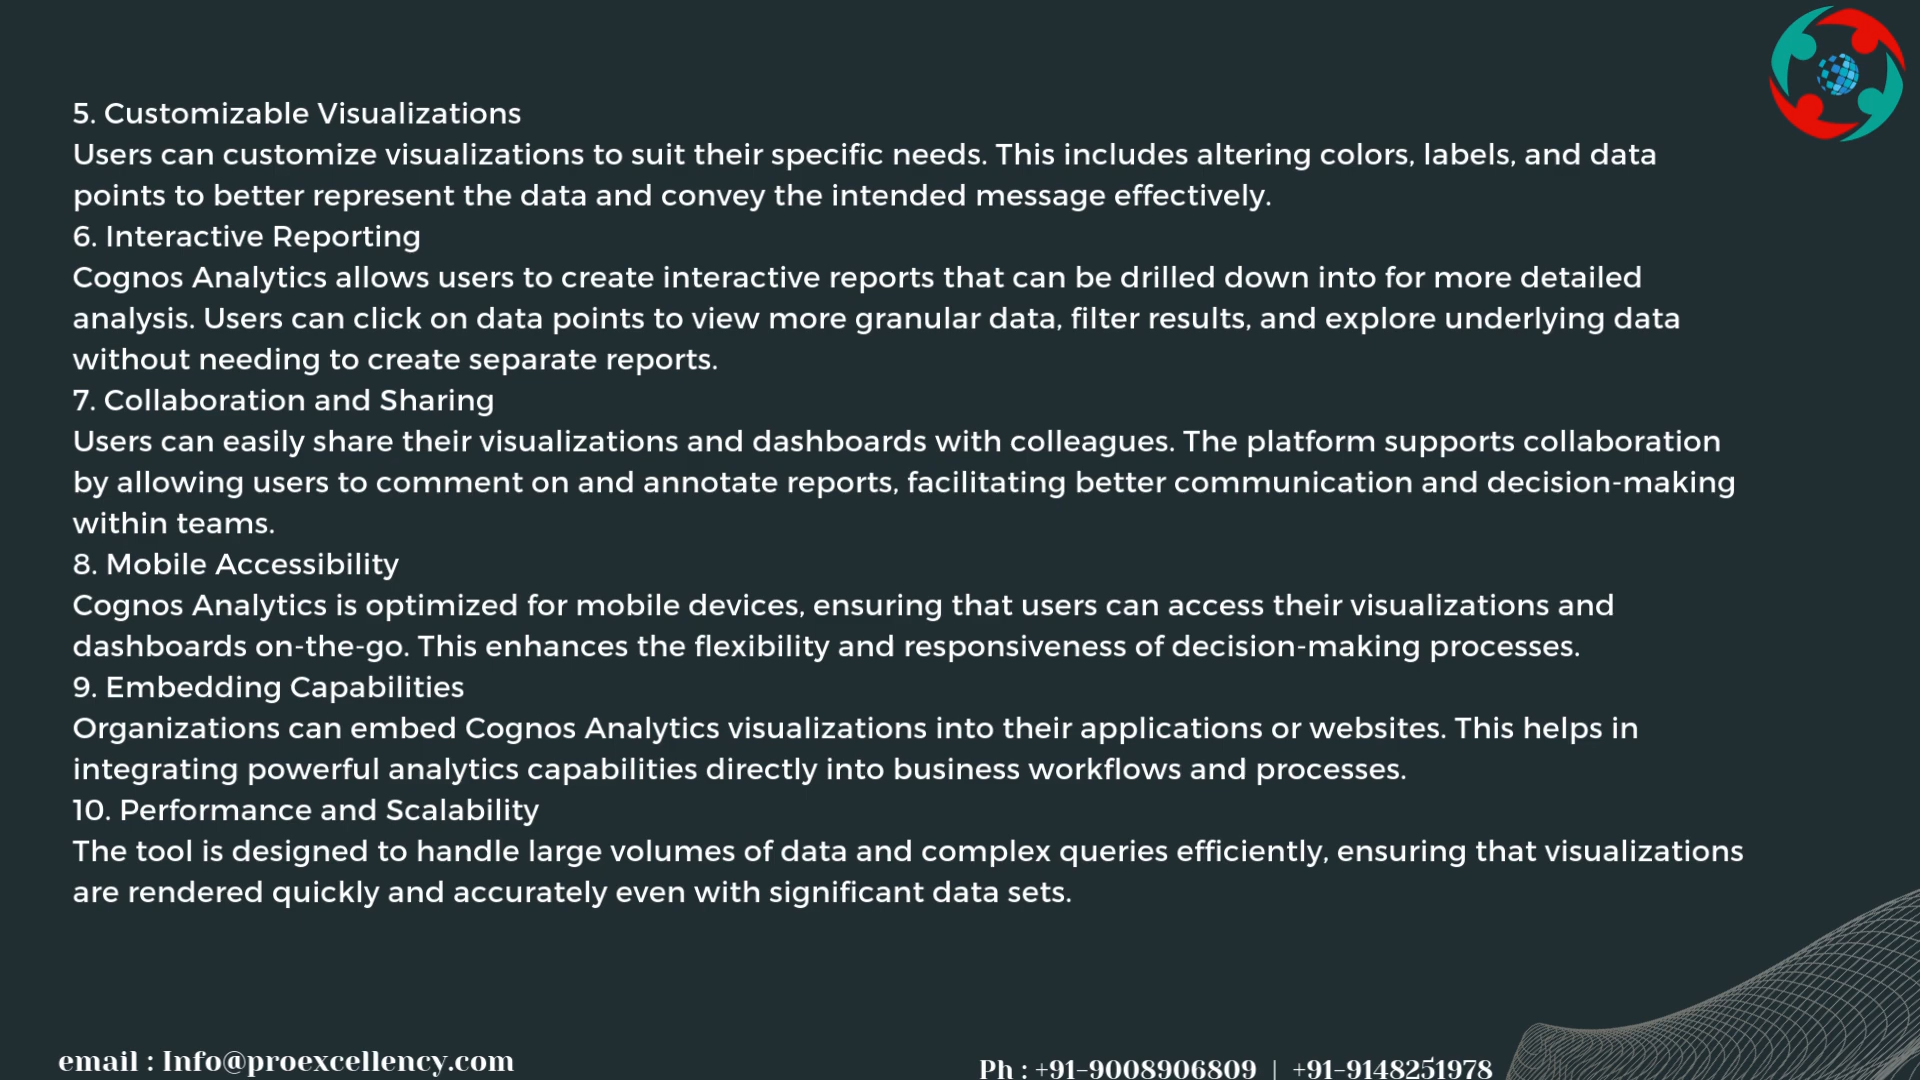 5. Customizable Visualizations
Users can customize visualizations to suit their specific needs. This includes altering colors, labels, and data
points to better represent the data and convey the intended message effectively.
6. Interactive Reporting
Cognos Analytics allows users to create interactive reports that can be drilled down into for more detailed
analysis. Users can click on data points to view more granular data, filter results, and explore underlying data
without needing to create separate reports.
7. Collaboration and Sharing
Users can easily share their visualizations and dashboards with colleagues. The platform supports collaboration
by allowing users to comment on and annotate reports, facilitating better communication and decision-making
within teams.
8. Mobile Accessibility
Cognos Analytics is optimized for mobile devices, ensuring that users can access their visualizations and
dashboards on-the-go. This enhances the flexibility and responsiveness of decision-making processes.
9. Embedding Capabilities
Organizations can embed Cognos Analytics visualizations into their applications or websites. This helps in
integrating powerful analytics capabilities directly into business workflows and processes.
10. Performance and Scalability
The tool is designed to handle large volumes of data and complex queries efficiently, ensuring that visualizations
are rendered quickly and accurately even with significant data sets.
email : Info@proexcellency.com
Ph : +91-9008906809 | +91-9148251978